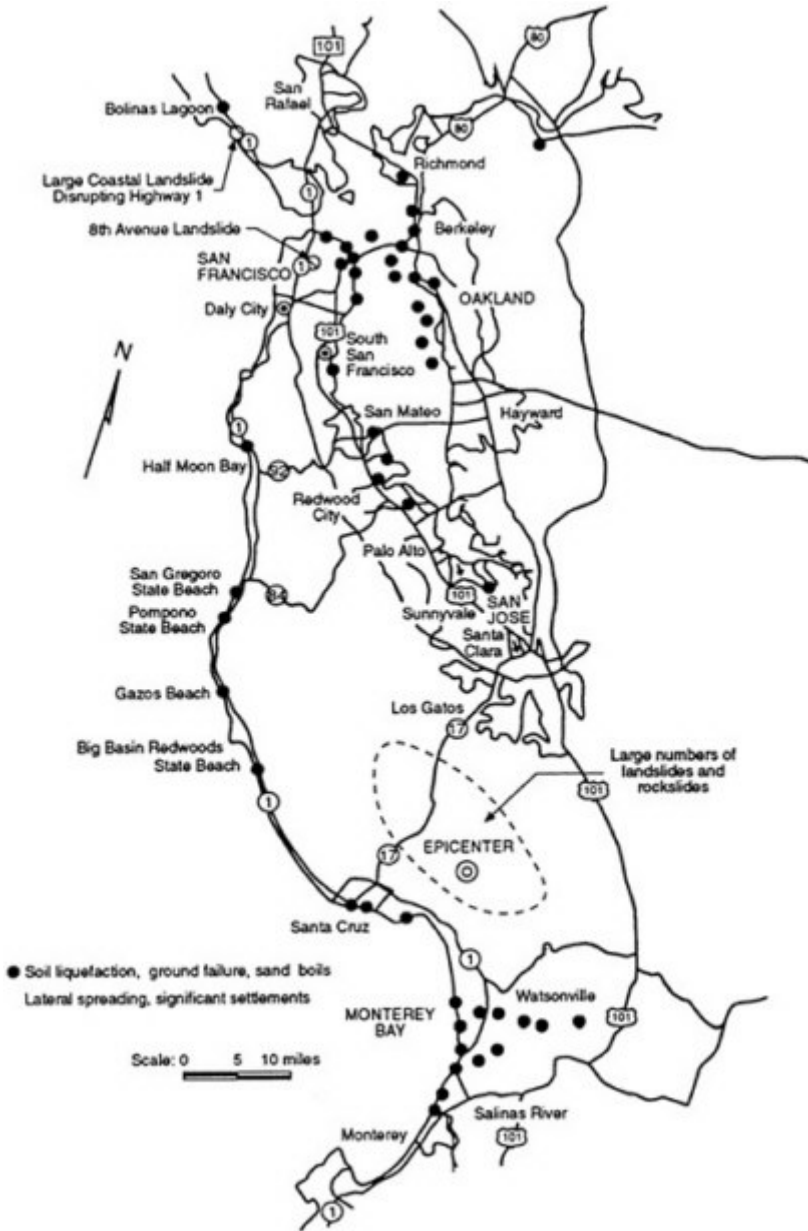 101
80
San
Rafael
Bolinas Lagoon
1
80
Richmond
Large Coastal Landslide
Disrupting Highway 1
1
8th Avenue Landslide
Berkeley
SAN
FRANCISCO
1
OAKLAND
Daly City
101
South
San
Francisco
N
San Mateo
Hayward
1
Half Moon Bay
92
Redwood
City
Palo Alto
San Gregoro
State Beach
84
101
SAN
JOSE
Pompono
State Beach
Sunnyvale
Santa
Clara
Gazos Beach
Los Gatos
17
Big Basin Redwoods
State Beach
Large numbers of
landslides and
rockslides
101
1
17
EPICENTER
Santa Cruz
1
Soil liquefaction, ground failure, sand boils
Lateral spreading, significant settlements
Watsonville
MONTEREY
BAY
101
Scale: 0 5 10 miles
Salinas River
Monterey
101
1